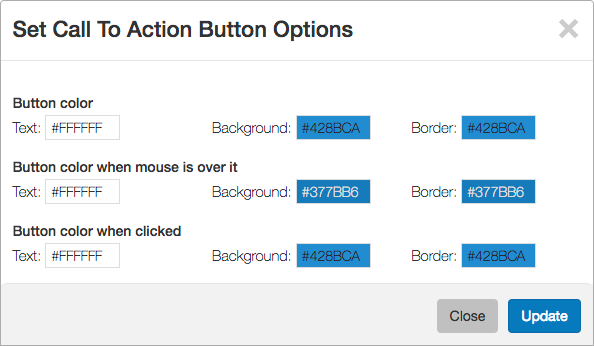 Set Call To Action Button Options
Button color
Text: #FFFFFF Background: #428BCA Border: #428BCA
Button color when mouse is over it
Text: #FFFFFF Background: #377BB6 Border: #377BB6
Button color when clicked
Text: #FFFFFF Background: #428BCA Border: #428BCA
Close Update